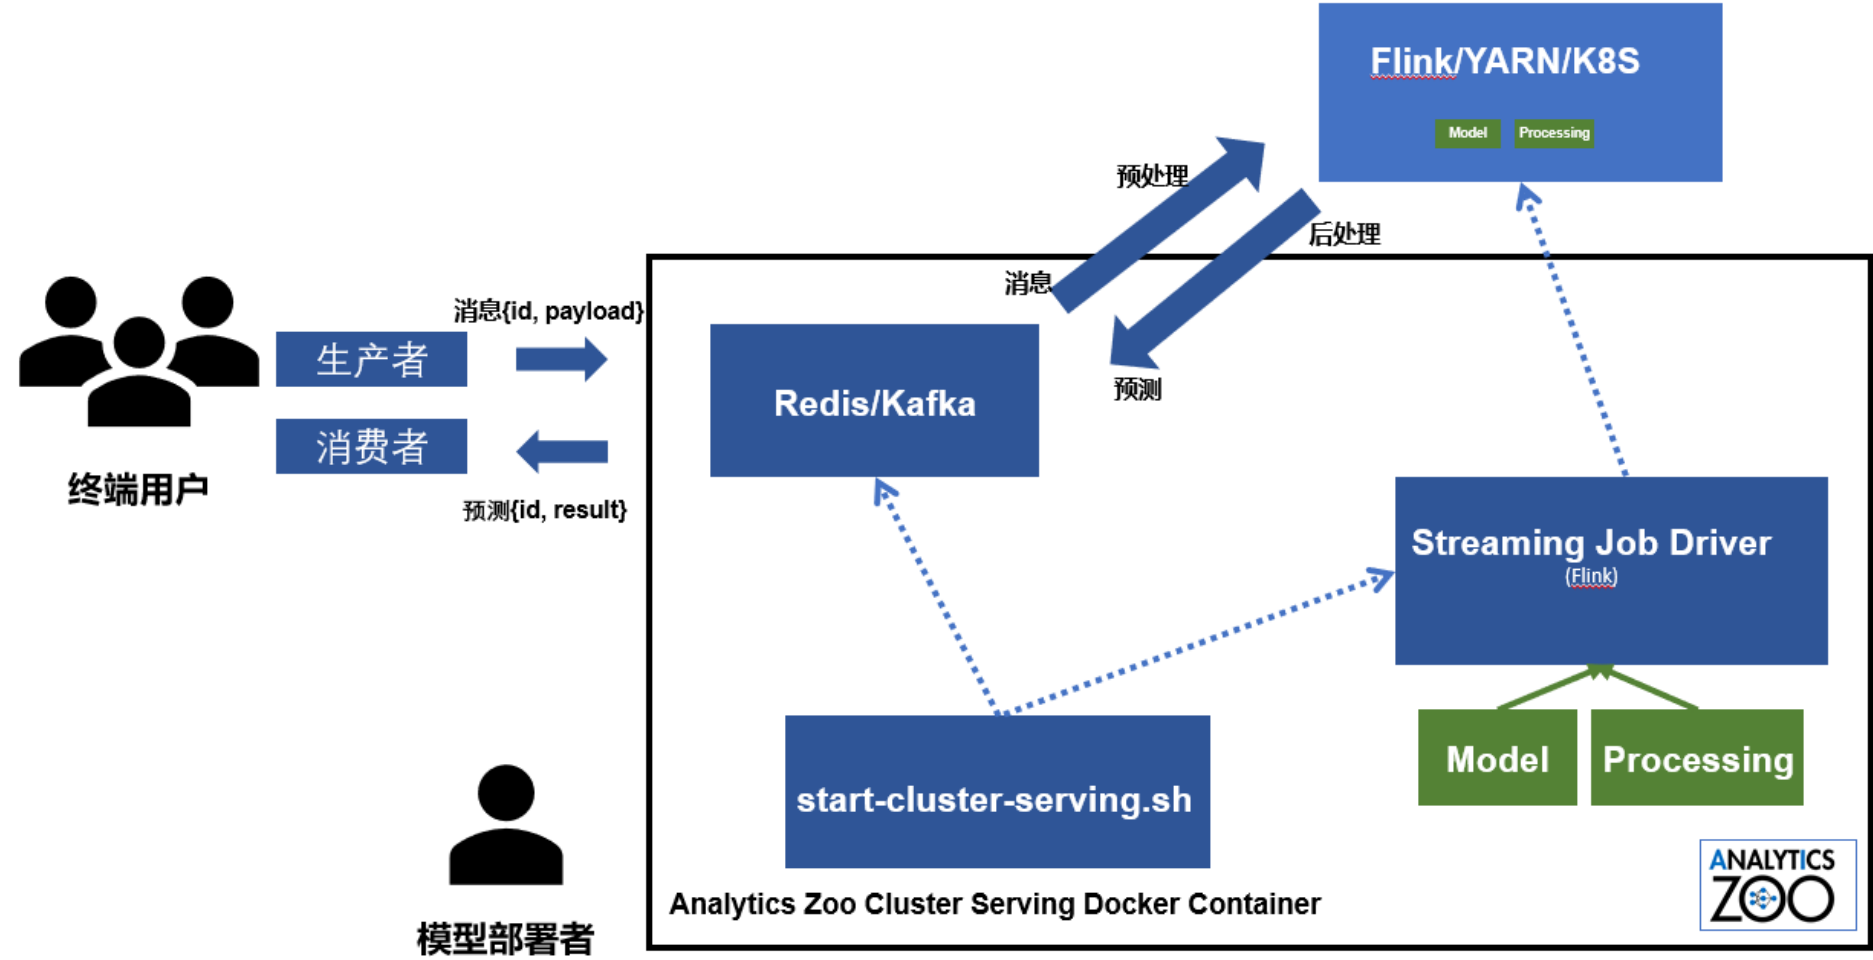 Flink/YARN/K8S
Model
Processing
预处理
后处理
消息
预测
消息{id, payload}
生产者
消费者
预测{id, result}
终端用户
Redis/Kafka
Streaming Job Driver
(Flink)
Model
Processing
start-cluster-serving.sh
Analytics Zoo Cluster Serving Docker Container
模型部署者
ANALYTICS
ZOO